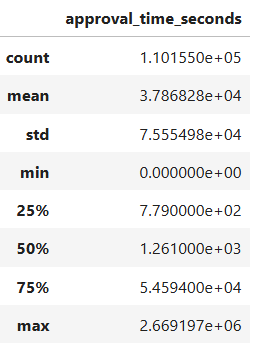 approval_time_seconds
count 1.101550e+05
mean 3.786828e+04
std 7.555498e+04
min 0.000000e+00
25% 7.790000e+02
50% 1.261000e+03
75% 5.459400e+04
max 2.669197e+06